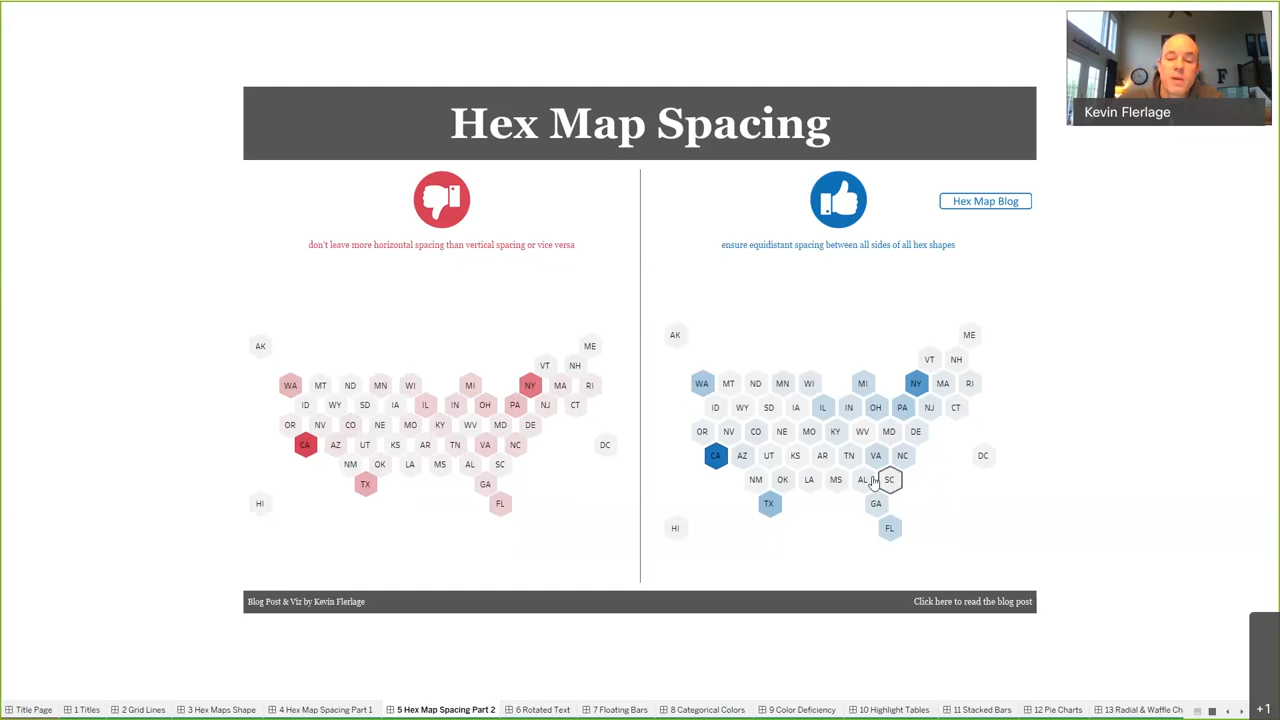 Kevin Flerlage
Hex Map Spacing
Hex Map Blog
don't leave more horizontal spacing than vertical spacing or vice versa
AK
ME
VT NH
WA MT ND MN WI MI NY MA RI
ID WY SD IA IL IN OH PA NJ CT
OR NV CO NE MO KY WV MD DE
CA AZ UT KS AR TN VA NC DC
NM OK LA MS AL SC
TX GA
HI FL
ensure equidistant spacing between all sides of all hex shapes
AK ME
VT NH
WA MT ND MN WI MI NY MA RI
ID WY SD IA IL IN OH PA NJ CT
OR NV CO NE MO KY WV MD DE
CA AZ UT KS AR TN VA NC DC
NM OK LA MS AL SC
TX GA
HI FL
Blog Post & Viz by Kevin Flerlage
Click here to read the blog post
Title Page 1 Titles 2 Grid Lines 3 Hex Maps Shape 4 Hex Map Spacing Part 1 5 Hex Map Spacing Part 2 6 Rotated Text 7 Floating Bars 8 Categorical Colors 9 Color Deficiency 10 Highlight Tables 11 Stacked Bars 12 Pie Charts 13 Radial & Waffle Ch
+1